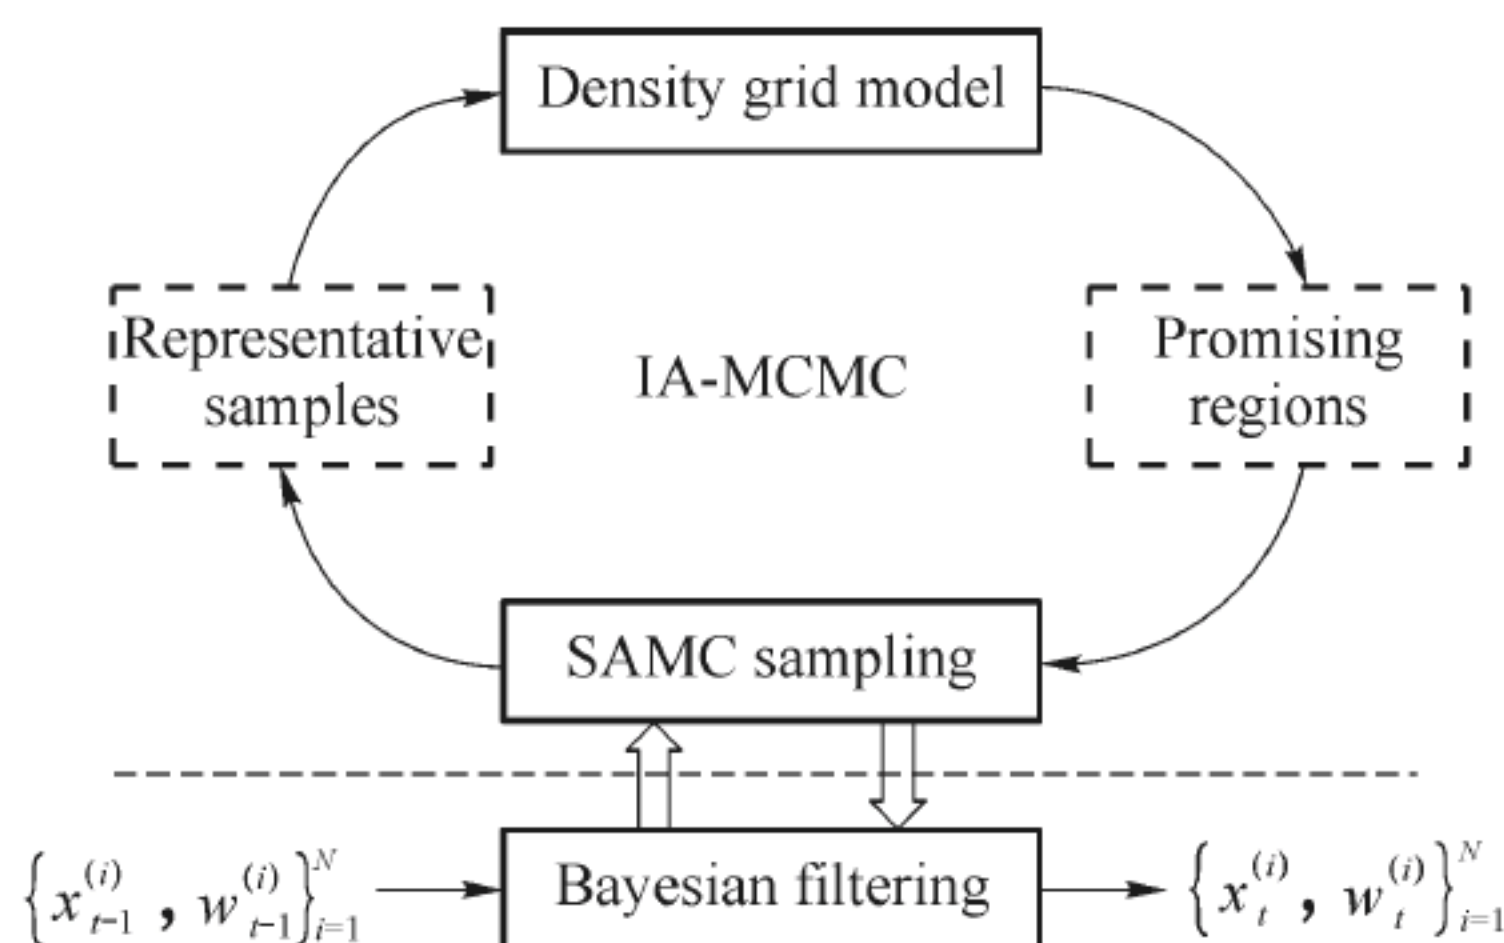 Density grid model
Representative
samples
IA-MCMC
Promising
regions
SAMC sampling
{x_{t-1}^{(i)}, w_{t-1}^{(i)}}_{i=1}^{N}
Bayesian filtering
{x_t^{(i)}, w_t^{(i)}}_{i=1}^{N}